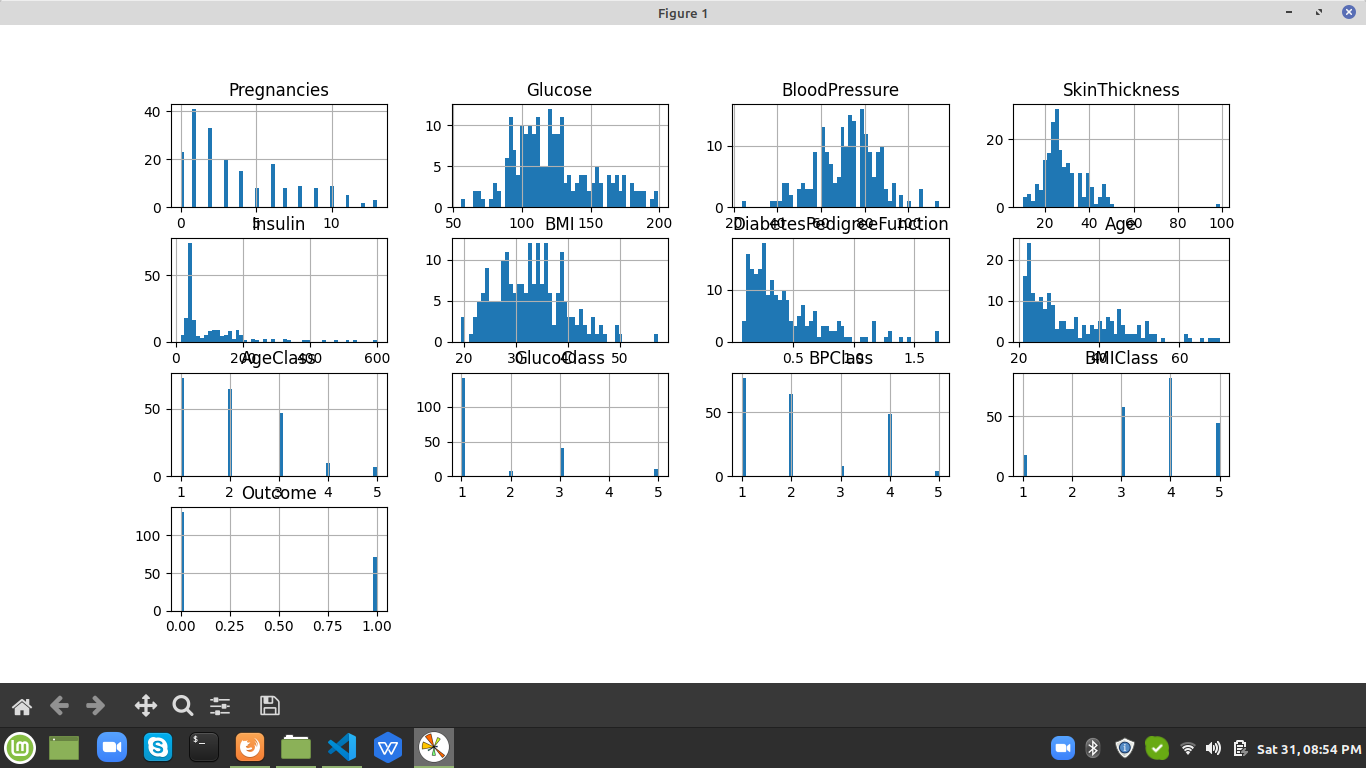 Figure 1
Pregnancies Glucose BloodPressure SkinThickness
40
20
0
0 5 10
10
5
0
50 100 150 200
10
0
20 40 60 80 100
20
0
20 40 60 80 100
Insulin BMI DiabetesPedigreeFunction Age
50
0
0 200 400 600
10
5
0
20 30 40 50
10
0
0.5 1.0 1.5
20
10
0
20 40 60
AgeClass GlucoClass BPClass BMIClass
50
0
1 2 3 4 5
100
50
0
1 2 3 4 5
50
0
1 2 3 4 5
50
0
1 2 3 4 5
Outcome
100
50
0
0.00 0.25 0.50 0.75 1.00
Sat 31, 08:54 PM